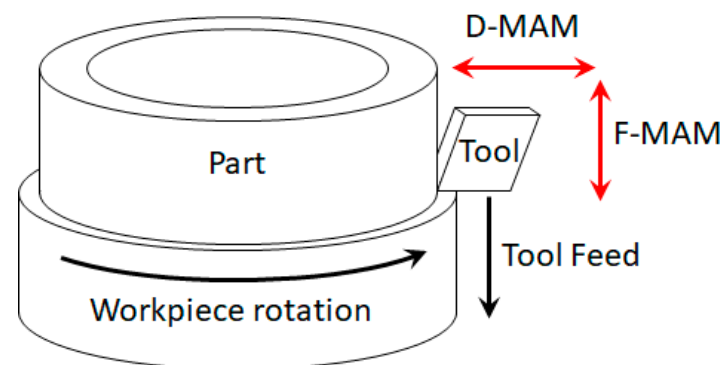 D-MAM
F-MAM
Part
Tool
Tool Feed
Workpiece rotation